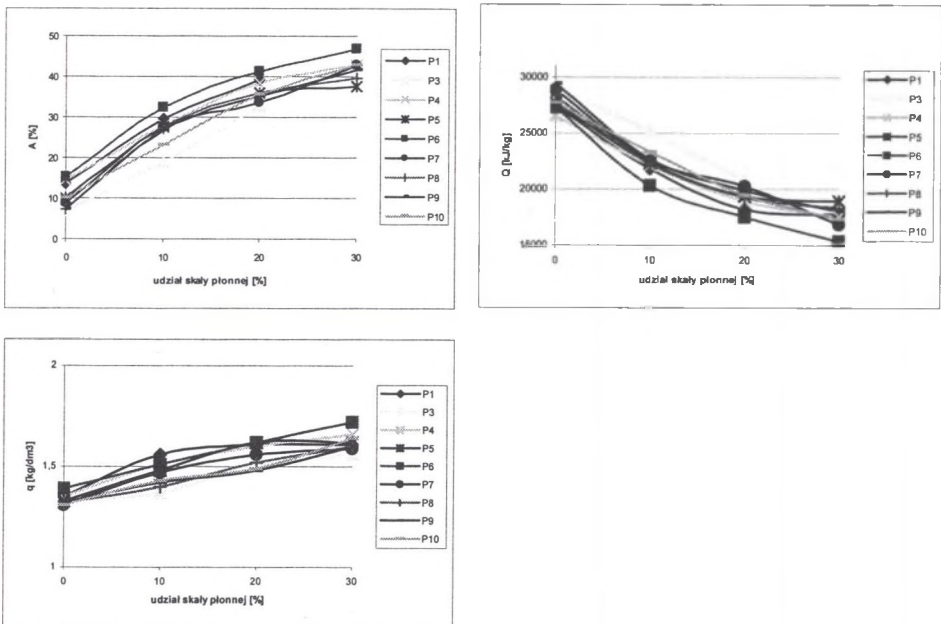 50
40
30
20
10
0
A [%]
0 10 20 30
udział skały płonnej [%]
P1
P3
P4
P5
P6
P7
P8
P9
P10
30000
25000
20000
15000
Q [kJ/kg]
0 10 20 30
udział skały płonnej [%]
P1
P3
P4
P5
P6
P7
P8
P9
P10
2
1,5
1
q [kg/dm3]
0 10 20 30
udział skały płonnej [%]
P1
P3
P4
P5
P6
P7
P8
P9
P10